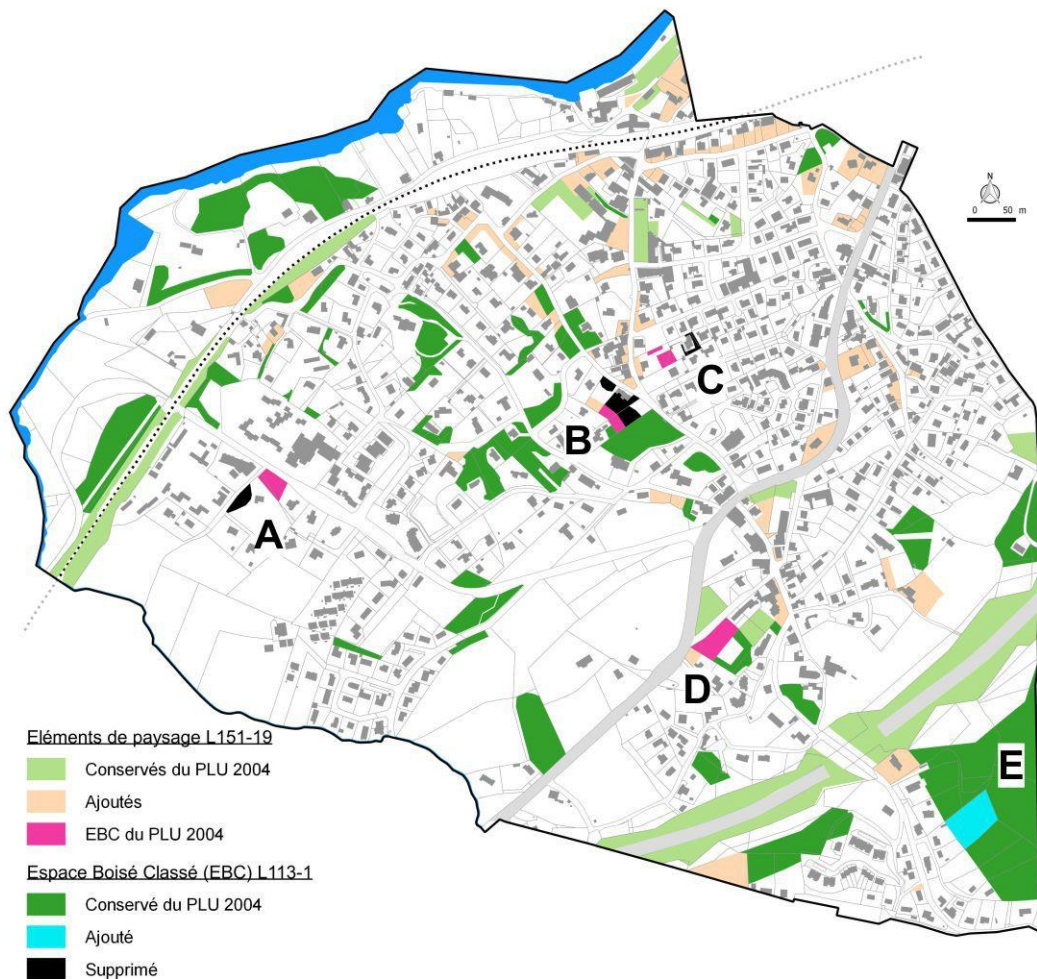 N
0 50 m
C
B
A
D
E
Eléments de paysage L151-19
Conservés du PLU 2004
Ajoutés
EBC du PLU 2004
Espace Boisé Classé (EBC) L113-1
Conservé du PLU 2004
Ajouté
Supprimé